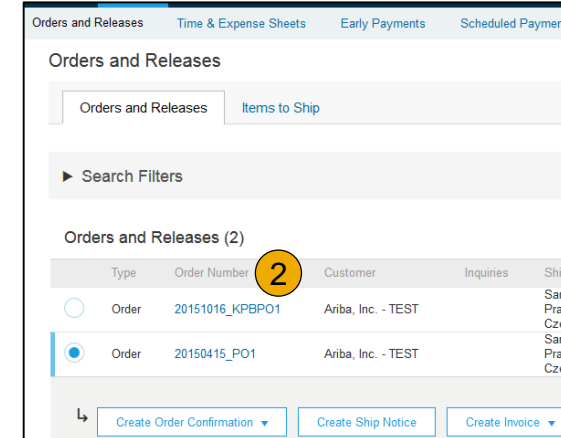 Orders and Releases Time & Expense Sheets Early Payments Scheduled
Orders and Releases
Orders and Releases Items to Ship
► Search Filters
Orders and Releases (2)
2
Type Order Number Customer Inquiries
Order 20151016_KPBPO1 Ariba, Inc. - TEST
Order 20150415_PO1 Ariba, Inc. - TEST
Create Order Confirmation ▼ Create Ship Notice Create Invoice ▼